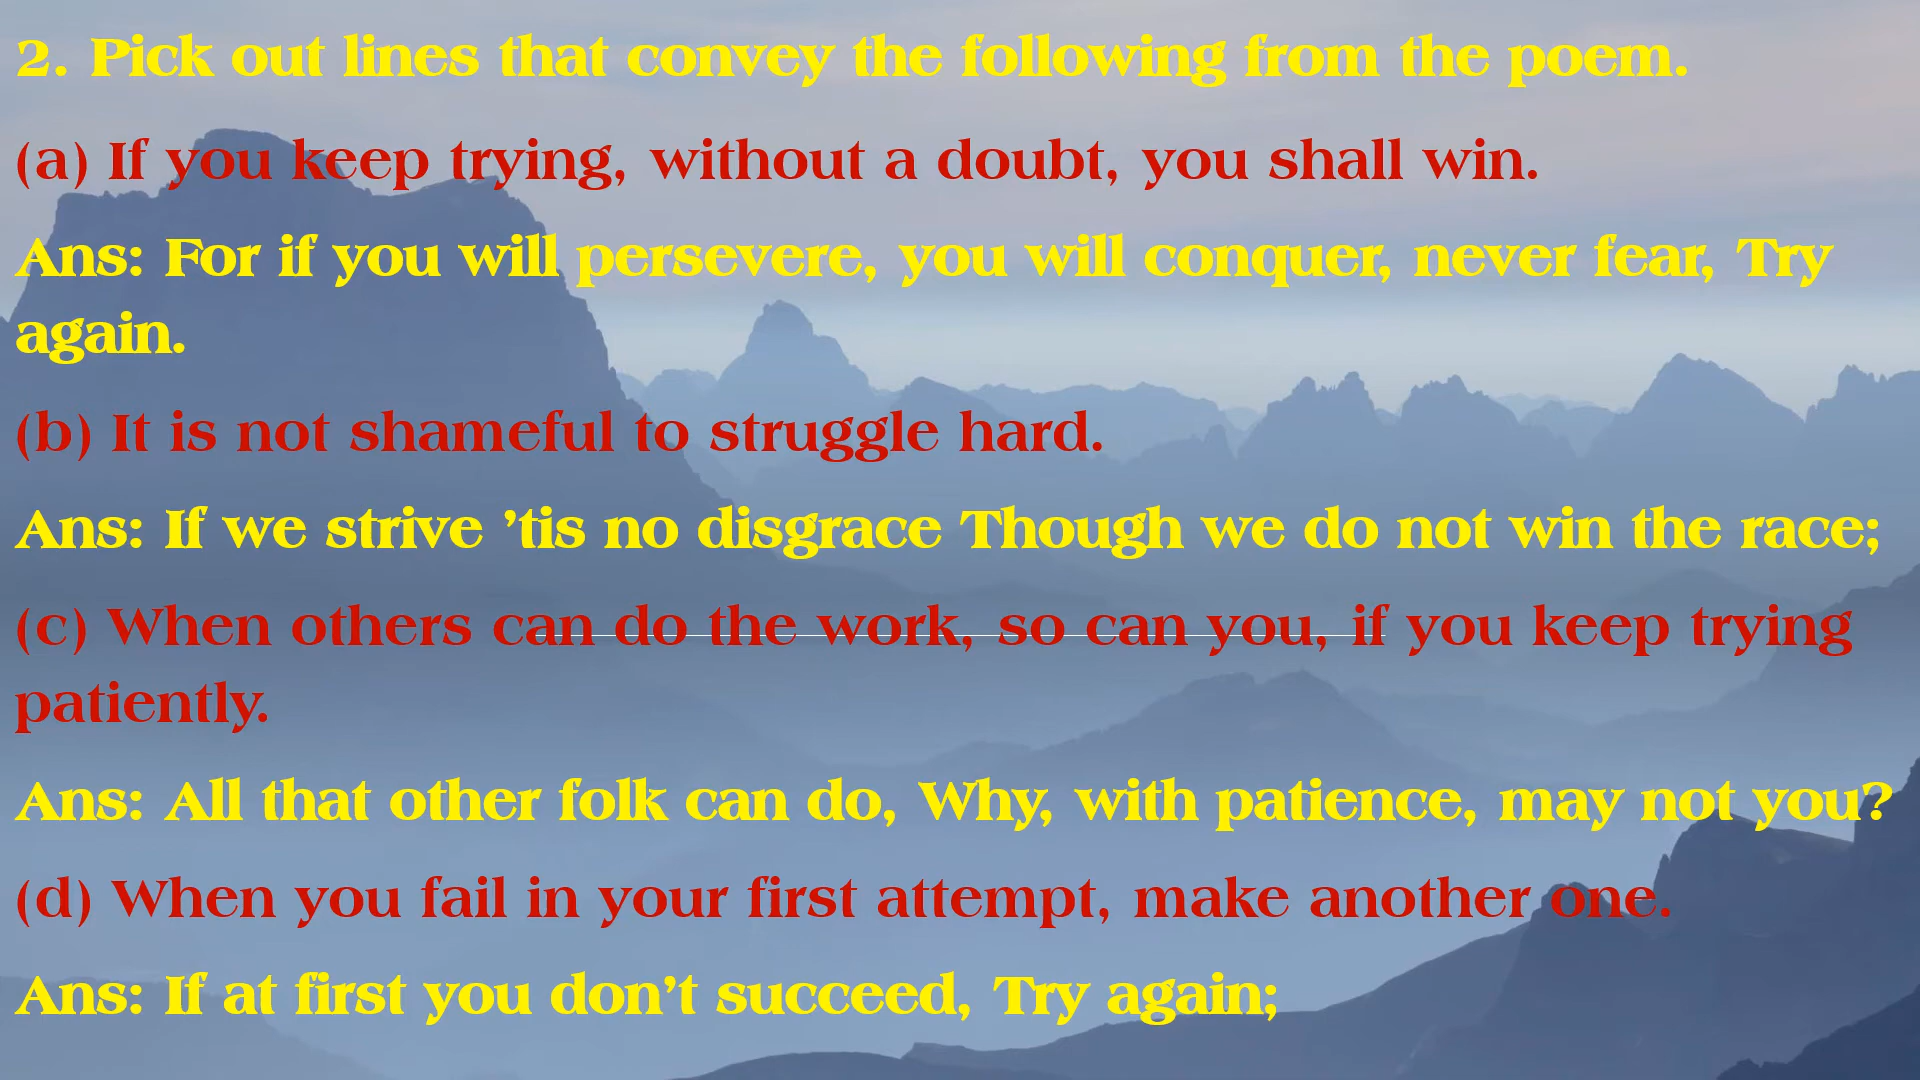 2. Pick out lines that convey the following from the poem.
(a) If you keep trying, without a doubt, you shall win.
Ans: For if you will persevere, you will conquer, never fear, Try
again.
(b) It is not shameful to struggle hard.
Ans: If we strive ’tis no disgrace Though we do not win the race;
(c) When others can do the work, so can you, if you keep trying
patiently.
Ans: All that other folk can do, Why, with patience, may not you?
(d) When you fail in your first attempt, make another one.
Ans: If at first you don’t succeed, Try again;